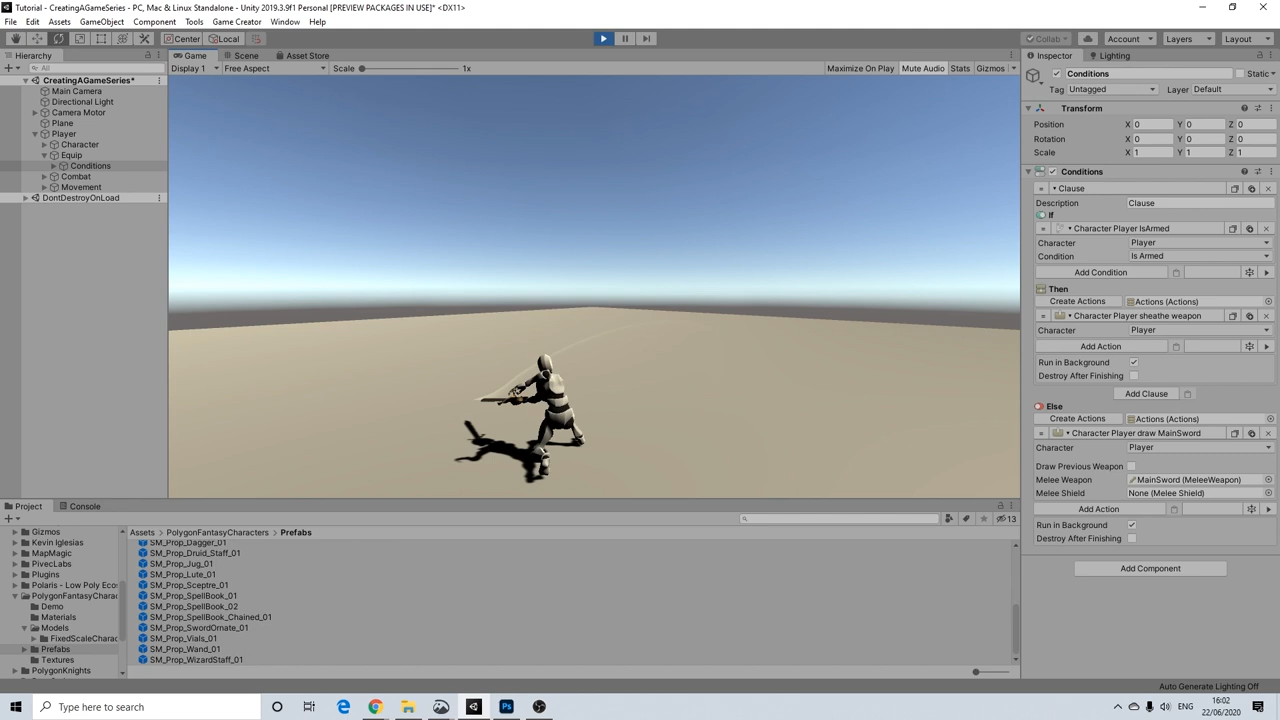 Tutorial - CreatingAGameSeries - PC, Mac & Linux Standalone - Unity 2019.3.9f1 Personal [PREVIEW PACKAGES IN USE]* <DX11>
File Edit Assets GameObject Component Tools Game Creator Window Help
Center Local Collab Account Layers Layout
Hierarchy Game Scene Asset Store Inspector Lighting
All Display 1 Free Aspect Scale 1x Maximize On Play Mute Audio Stats Gizmos
Conditions Static
Tag Untagged Layer Default
CreatingAGameSeries*
Main Camera
Directional Light
Camera Motor
Plane
Player
Character
Equip
Conditions
Combat
Movement
DontDestroyOnLoad
Transform
Position X 0 Y 0 Z 0
Rotation X 0 Y 0 Z 0
Scale X 1 Y 1 Z 1
Conditions
Clause
Description Clause
If
Character Player IsArmed
Character Player
Condition Is Armed
Add Condition
Then
Create Actions Actions (Actions)
Character Player sheathe weapon
Character Player
Add Action
Run in Background
Destroy After Finishing
Add Clause
Else
Create Actions Actions (Actions)
Character Player draw MainSword
Character Player
Draw Previous Weapon
Melee Weapon MainSword (MeleeWeapon)
Melee Shield None (Melee Shield)
Add Action
Run in Background
Destroy After Finishing
Add Component
Project Console
13
Assets > PolygonFantasyCharacters > Prefabs
Gizmos
Kevin Iglesias
MapMagic
PivecLabs
Plugins
Polaris - Low Poly Eco
PolygonFantasyCharac
Demo
Materials
Models
FixedScaleCharac
Prefabs
Textures
PolygonKnights
SM_Prop_Dagger_01
SM_Prop_Druid_Staff_01
SM_Prop_Jug_01
SM_Prop_Lute_01
SM_Prop_Sceptre_01
SM_Prop_SpellBook_01
SM_Prop_SpellBook_02
SM_Prop_SpellBook_Chained_01
SM_Prop_SwordOrnate_01
SM_Prop_Vials_01
SM_Prop_Wand_01
SM_Prop_WizardStaff_01
Auto Generate Lighting Off
Type here to search
ENG
16:02
22/06/2020